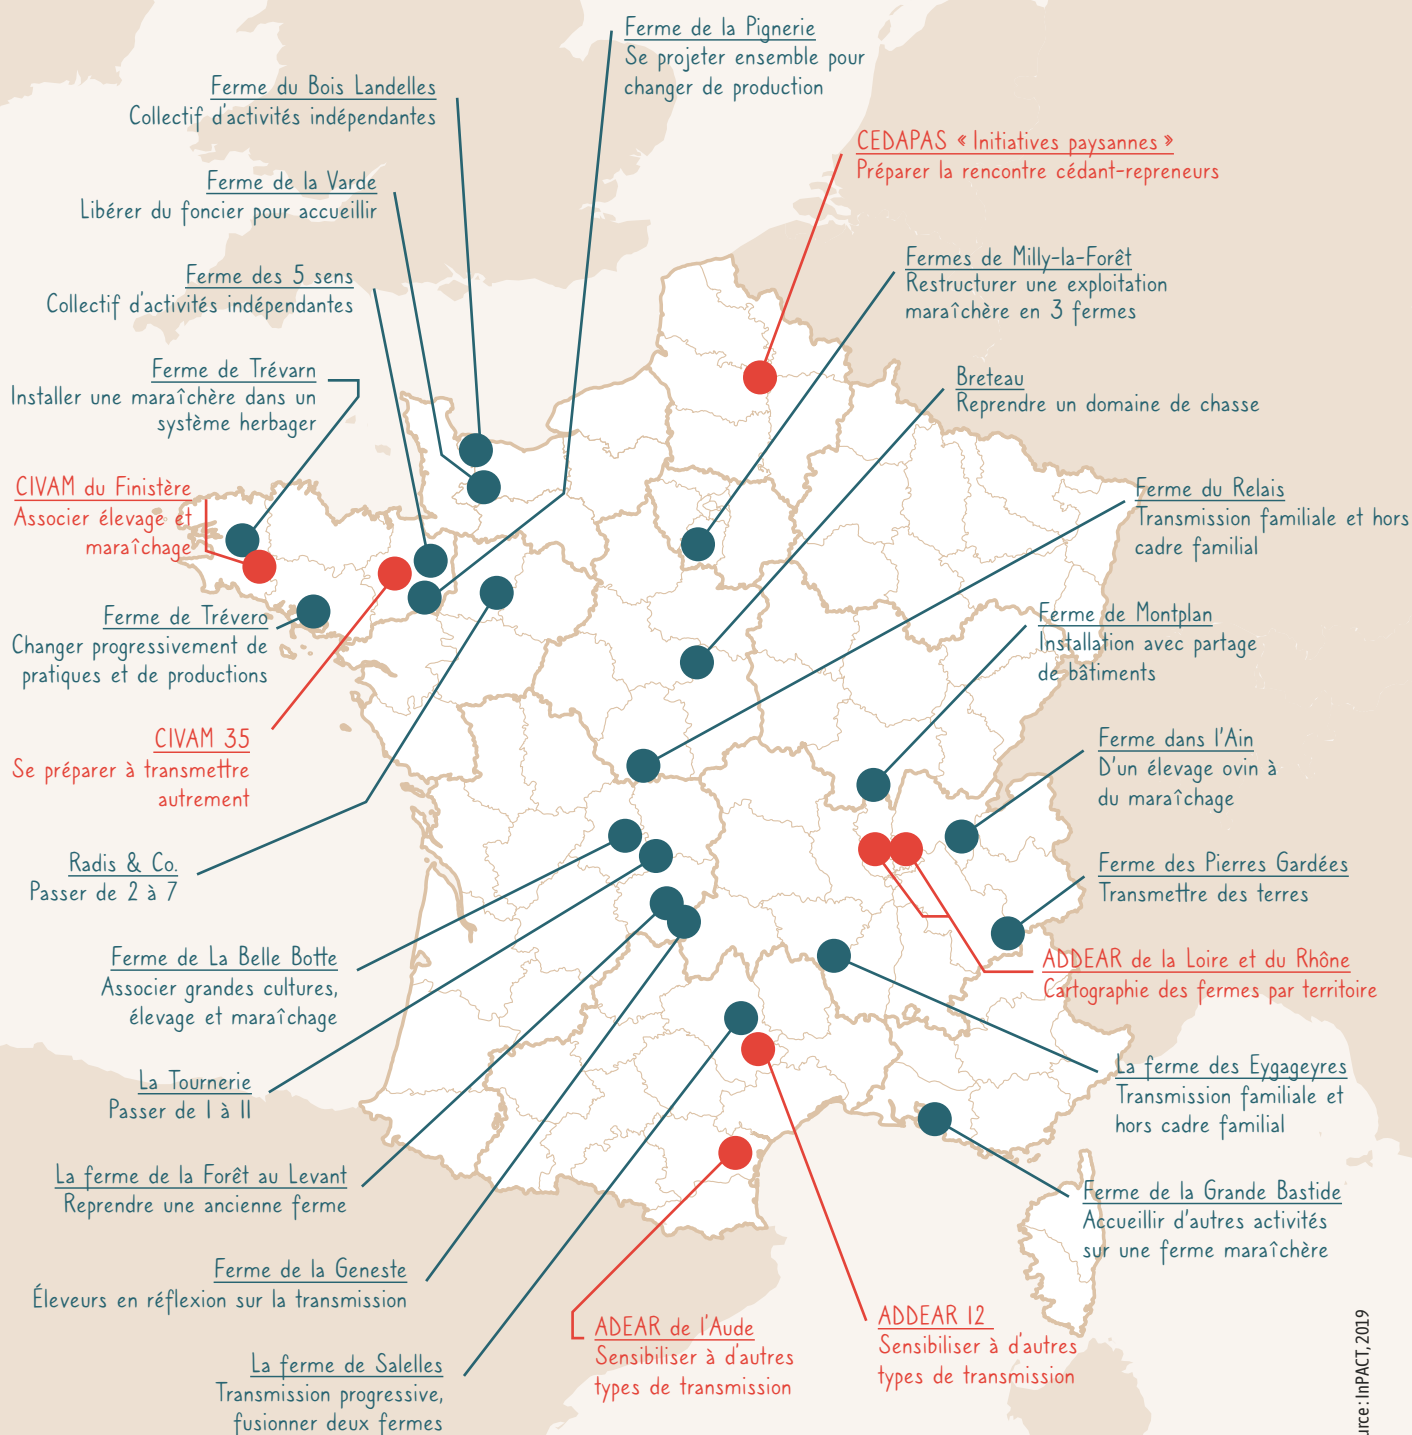 Ferme de la Pignerie
Se projeter ensemble pour
changer de production
Ferme du Bois Landelles
Collectif d'activités indépendantes
CEDAPAS « Initiatives paysannes »
Préparer la rencontre cédant-repreneurs
Ferme de la Varde
Libérer du foncier pour accueillir
Fermes de Milly-la-Forêt
Restructurer une exploitation
maraîchère en 3 fermes
Ferme des 5 sens
Collectif d'activités indépendantes
Ferme de Trévarn
Installer une maraîchère dans un
système herbager
Breteau
Reprendre un domaine de chasse
CIVAM du Finistère
Associer élevage et
maraîchage
Ferme du Relais
Transmission familiale et hors
cadre familial
Ferme de Trévero
Changer progressivement de
pratiques et de productions
Ferme de Montplan
Installation avec partage
de bâtiments
CIVAM 35
Se préparer à transmettre
autrement
Ferme dans l'Ain
D'un élevage ovin à
du maraîchage
Radis & Co.
Passer de 2 à 7
Ferme des Pierres Gardées
Transmettre des terres
Ferme de La Belle Botte
Associer grandes cultures,
élevage et maraîchage
ADDEAR de la Loire et du Rhône
Cartographie des fermes par territoire
La Tournerie
Passer de 1 à 11
La ferme des Eygageyres
Transmission familiale et
hors cadre familial
La ferme de la Forêt au Levant
Reprendre une ancienne ferme
Ferme de la Grande Bastide
Accueillir d'autres activités
sur une ferme maraîchère
Ferme de la Geneste
Éleveurs en réflexion sur la transmission
ADEAR de l'Aude
Sensibiliser à d'autres
types de transmission
ADDEAR 12
Sensibiliser à d'autres
types de transmission
La ferme de Salelles
Transmission progressive,
fusionner deux fermes
urce: InPACT, 2019